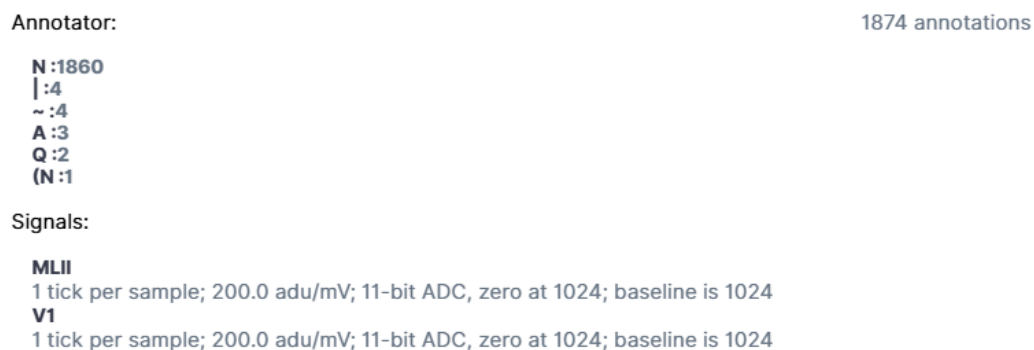 Annotator: 1874 annotations
N :1860
| :4
~ :4
A :3
Q :2
(N :1
Signals:
MLII
1 tick per sample; 200.0 adu/mV; 11-bit ADC, zero at 1024; baseline is 1024
V1
1 tick per sample; 200.0 adu/mV; 11-bit ADC, zero at 1024; baseline is 1024